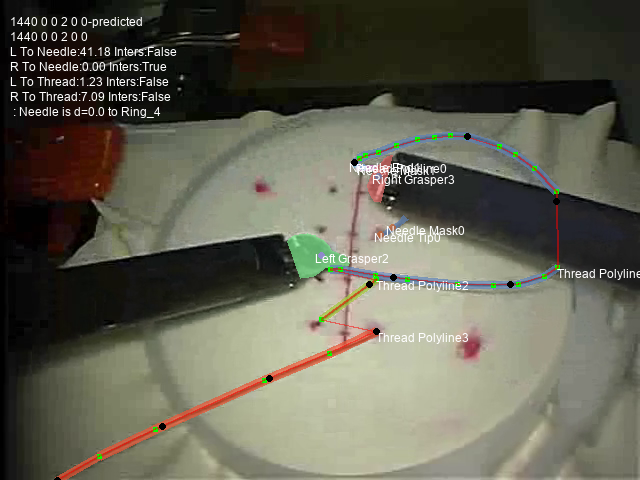 1440 0 0 2 0 0-predicted
1440 0 0 2 0 0
L To Needle:41.18 Inters:False
R To Needle:0.00 Inters:True
L To Thread:1.23 Inters:False
R To Thread:7.09 Inters:False
: Needle is d=0.0 to Ring_4
Right Grasper3
Needle Mask0
Needle Tip0
Left Grasper2
Thread Polyline
Thread Polyline2
Thread Polyline3